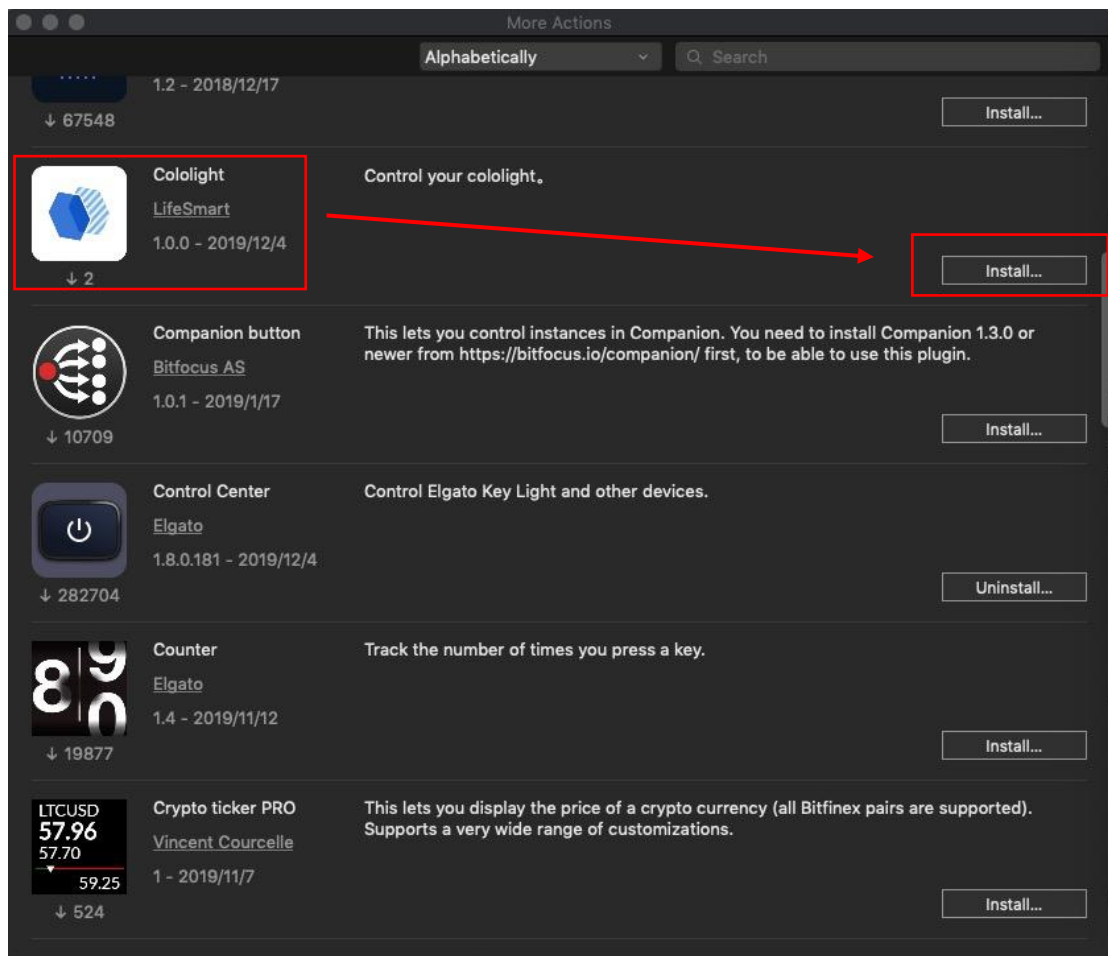 More Actions
Alphabetically
Search
1.2 - 2018/12/17
↓ 67548
Install...
Cololight
Control your cololight。
LifeSmart
1.0.0 - 2019/12/4
↓ 2
Install...
Companion button
This lets you control instances in Companion. You need to install Companion 1.3.0 or
newer from https://bitfocus.io/companion/ first, to be able to use this plugin.
Bitfocus AS
1.0.1 - 2019/1/17
↓ 10709
Install...
Control Center
Control Elgato Key Light and other devices.
Elgato
1.8.0.181 - 2019/12/4
↓ 282704
Uninstall...
Counter
Track the number of times you press a key.
Elgato
1.4 - 2019/11/12
↓ 19877
Install...
LTCUSD
57.96
57.70
59.25
Crypto ticker PRO
This lets you display the price of a crypto currency (all Bitfinex pairs are supported).
Supports a very wide range of customizations.
Vincent Courcelle
1 - 2019/11/7
↓ 524
Install...